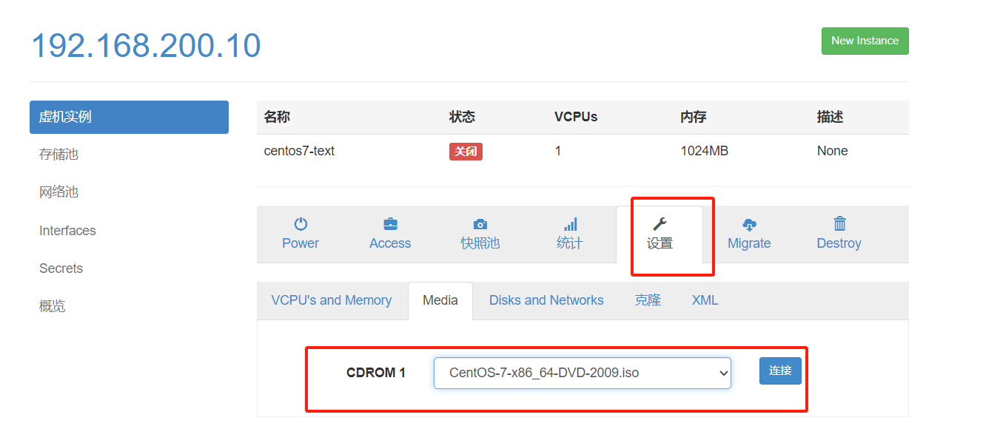 192.168.200.10
New Instance
虚机实例
存储池
网络池
Interfaces
Secrets
概览
名称 状态 VCPUs 内存 描述
centos7-text 关闭 1 1024MB None
Power Access 快照池 统计 设置 Migrate Destroy
VCPU's and Memory Media Disks and Networks 克隆 XML
CDROM 1 CentOS-7-x86_64-DVD-2009.iso 连接